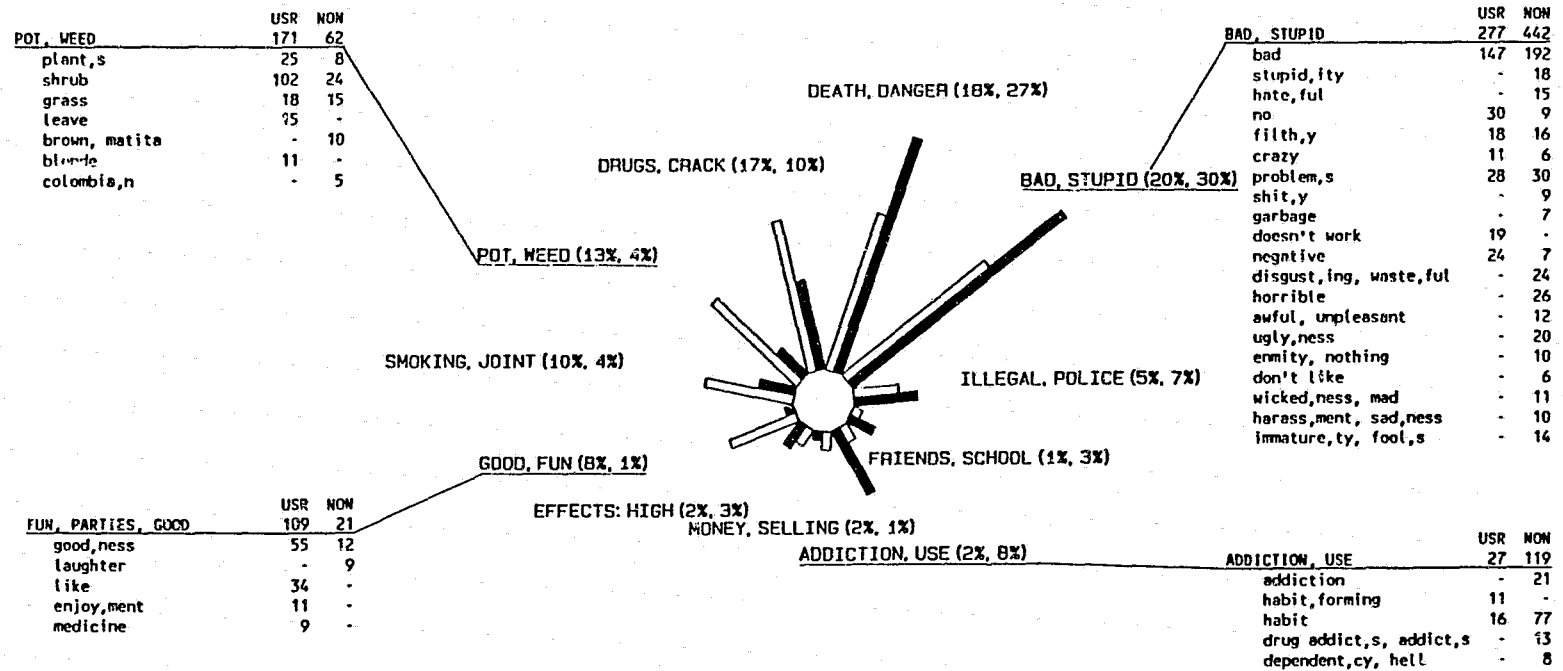 USR NON
POT, WEED 171 62
plant,s 25 8
shrub 102 24
grass 18 15
leave 15 -
brown, matita - 10
blonde 11 -
colombia,n - 5
USR NON
BAD, STUPID 277 442
bad 147 192
stupid,ity - 18
hate,ful - 15
no 30 9
filth,y 18 16
crazy 11 6
problem,s 28 30
shit,y - 9
garbage - 7
doesn't work 19 -
negative 24 7
disgust,ing, waste,ful - 24
horrible - 26
awful, unpleasant - 12
ugly,ness - 20
enmity, nothing - 10
don't like - 6
wicked,ness, mad - 11
harass,ment, sad,ness - 10
immature,ty, fool,s - 14
DEATH, DANGER (18%, 27%)
DRUGS, CRACK (17%, 10%)
BAD, STUPID (20%, 30%)
POT, WEED (13%, 4%)
SMOKING, JOINT (10%, 4%)
ILLEGAL, POLICE (5%, 7%)
GOOD, FUN (8%, 1%)
FRIENDS, SCHOOL (1%, 3%)
EFFECTS: HIGH (2%, 3%)
MONEY, SELLING (2%, 1%)
ADDICTION, USE (2%, 8%)
USR NON
FUN, PARTIES, GOOD 109 21
good,ness 55 12
laughter - 9
like 34 -
enjoy,ment 11 -
medicine 9 -
USR NON
ADDICTION, USE 27 119
addiction - 21
habit,forming 11 -
habit 16 77
drug addict,s, addict,s - 13
dependent,cy, hell - 8